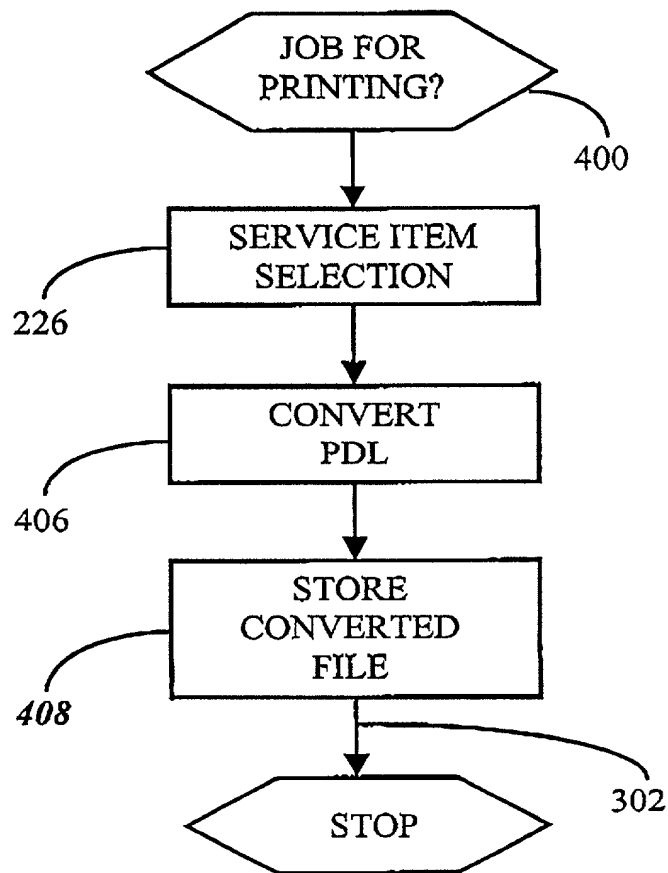 JOB FOR
PRINTING?
400
SERVICE ITEM
SELECTION
226
CONVERT
PDL
406
STORE
CONVERTED
FILE
408
302
STOP